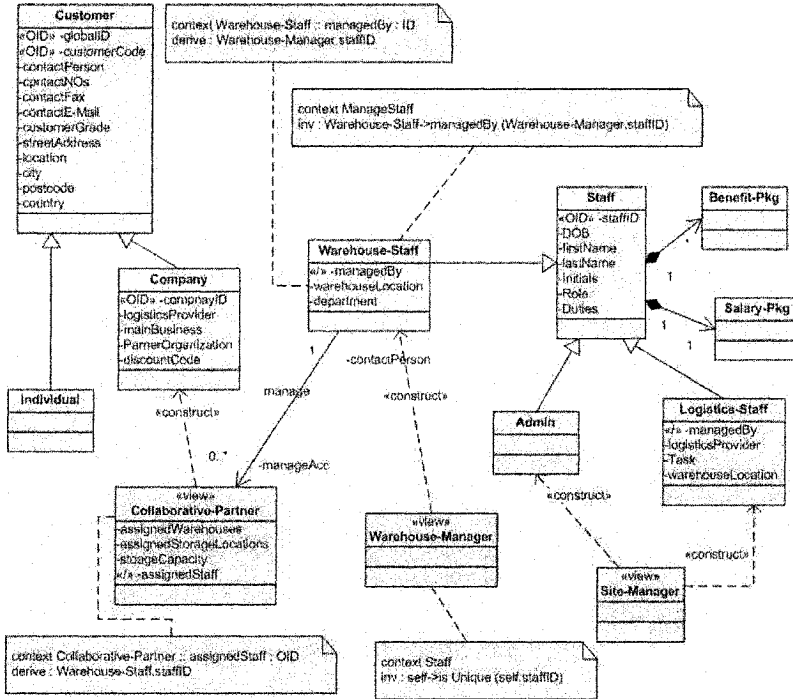 Customer
«OID» -globalID
«OID» -customerCode
-contactPerson
-contactNOs
-contactFax
-contactE-Mail
-customerGrade
-streetAddress
-location
-city
-postcode
-country
context Warehouse-Staff :: managedBy : ID
derive : Warehouse-Manager.staffID
context ManageStaff
inv : Warehouse-Staff->managedBy (Warehouse-Manager.staffID)
Staff
«OID» -staffID
-DOB
-firstName
-lastName
-Initials
-Role
-Duties
Benefit-Pkg
*
1
Salary-Pkg
1
1
Warehouse-Staff
«/» -managedBy
-warehouseLocation
-department
Company
«OID» -compnayID
-logisticsProvider
-mainBusiness
-ParnerOrganization
-discountCode
Individual
«construct»
0..*
1
manage
-manageAcc
-contactPerson
«construct»
Admin
Logistics-Staff
«/» -managedBy
-logisticsProvider
-Task
-warehouseLocation
«construct»
«construct»
«view»
Collaborative-Partner
-assignedWarehouses
-assignedStorageLocations
-stoageCapacity
«/» -assignedStaff
«view»
Warehouse-Manager
«view»
Site-Manager
context Collaborative-Partner :: assignedStaff : OID
derive : Warehouse-Staff.staffID
context Staff
inv : self->is Unique (self.staffID)